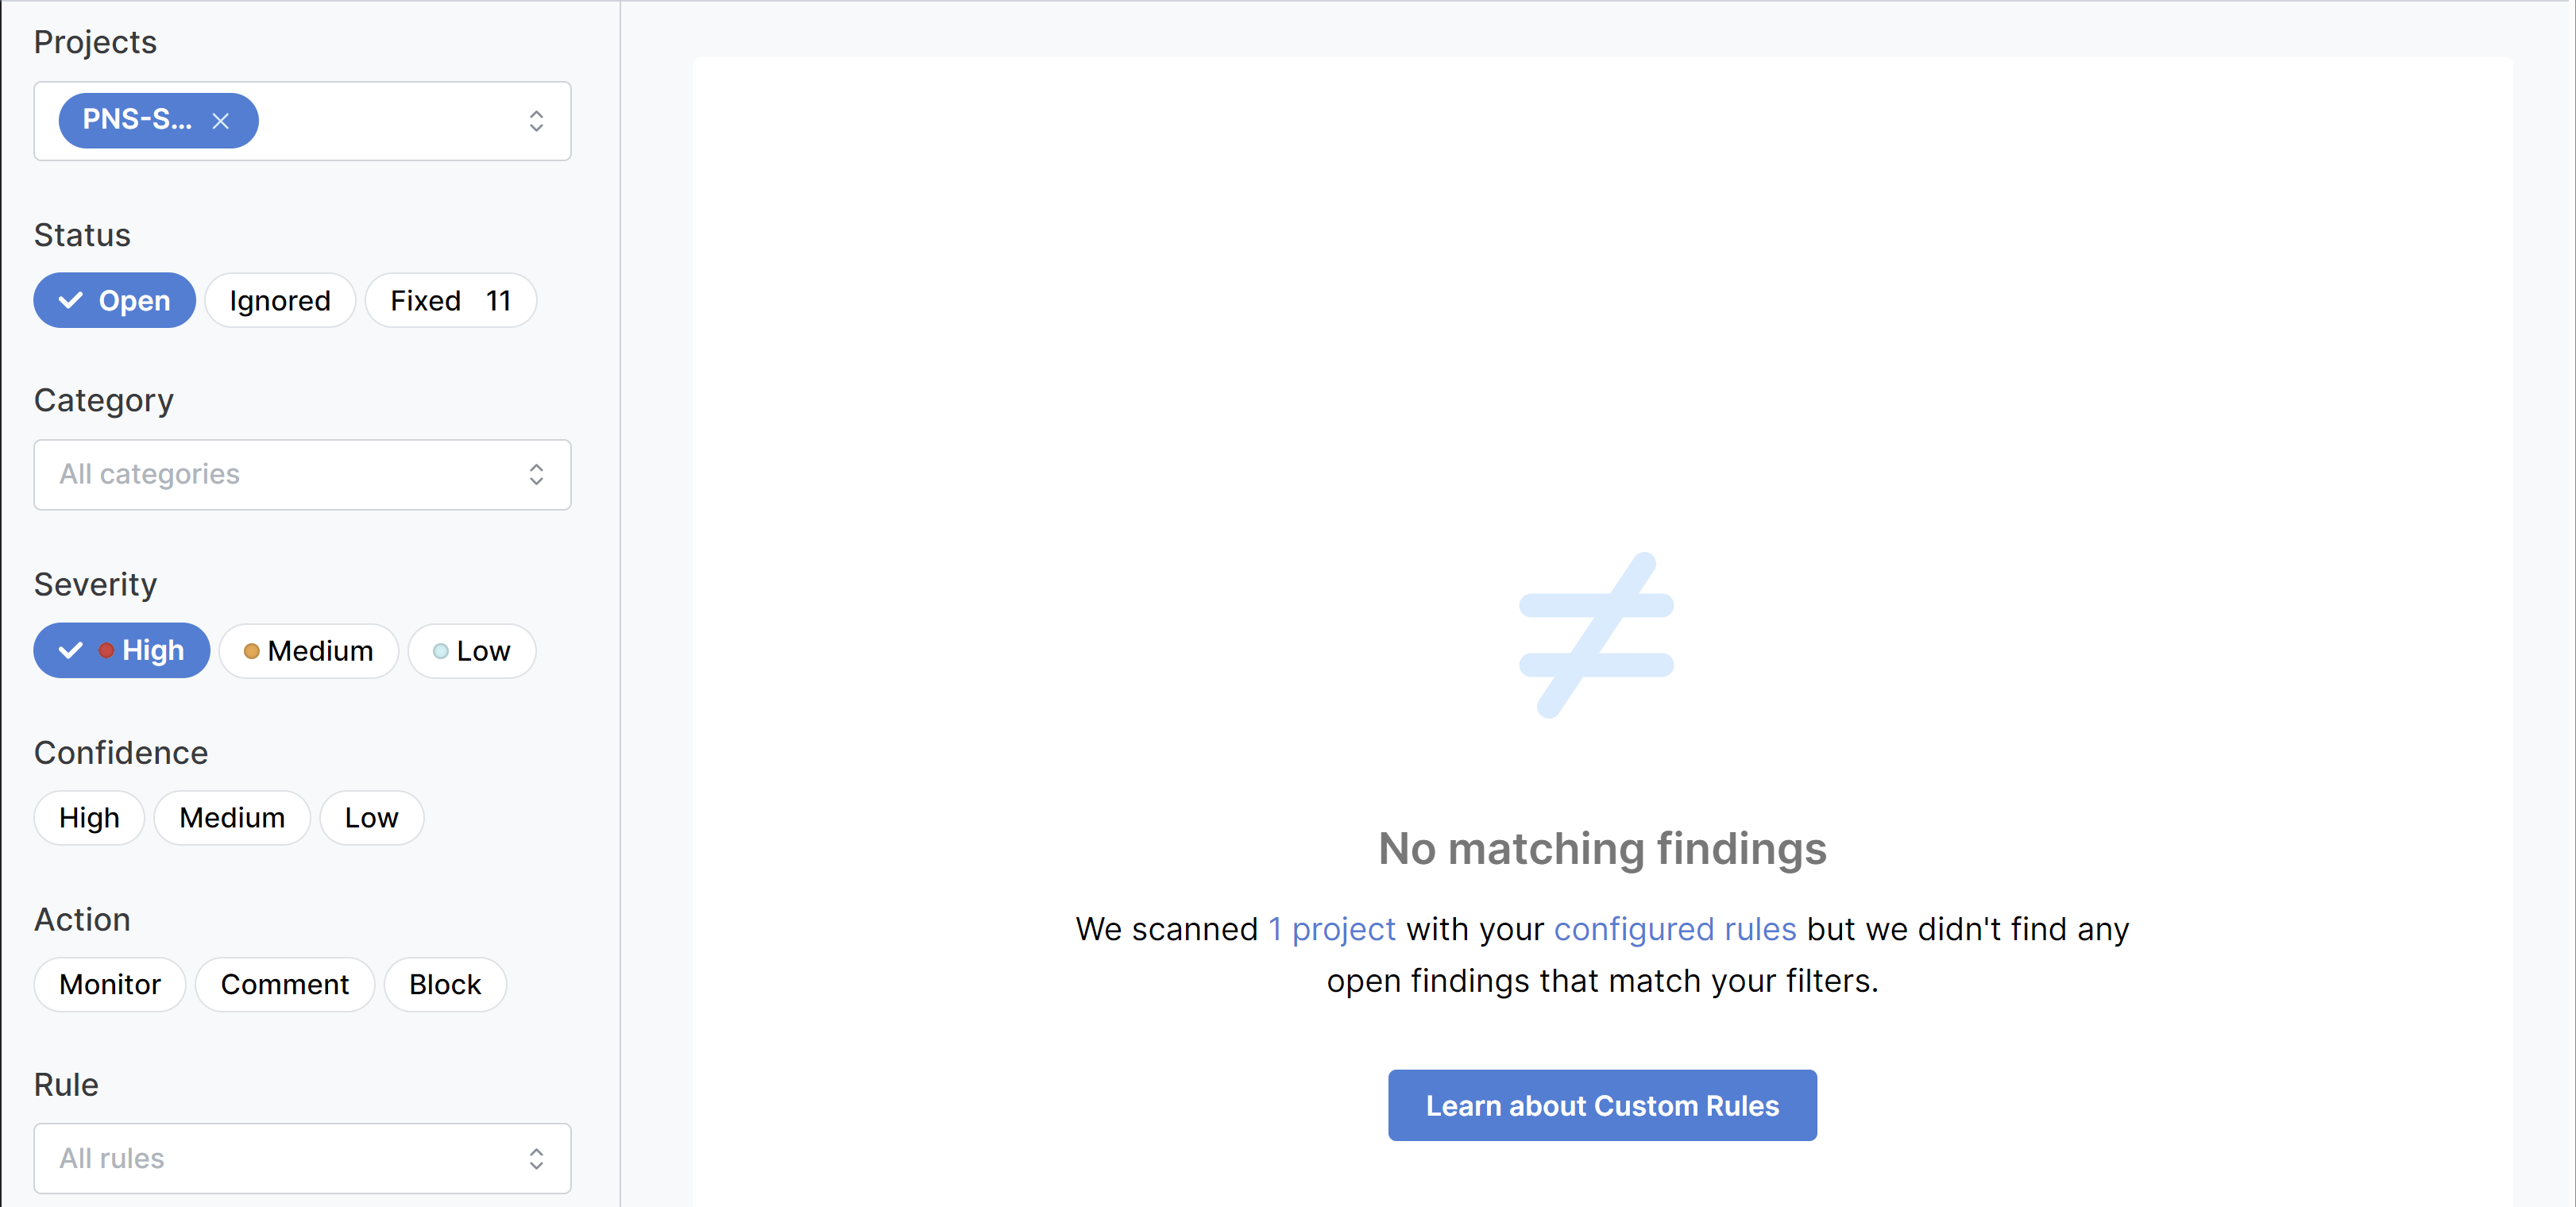 Projects
PNS-S...
Status
Open Ignored Fixed 11
Category
All categories
Severity
High Medium Low
Confidence
High Medium Low
Action
Monitor Comment Block
Rule
All rules
No matching findings
We scanned 1 project with your configured rules but we didn't find any
open findings that match your filters.
Learn about Custom Rules